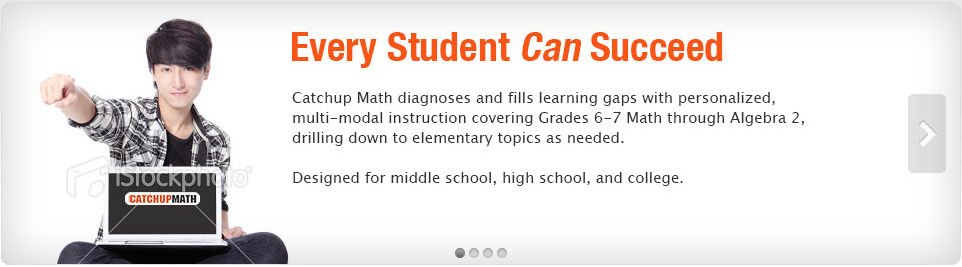 Every Student Can Succeed
Catchup Math diagnoses and fills learning gaps with personalized,
multi-modal instruction covering Grades 6-7 Math through Algebra 2,
drilling down to elementary topics as needed.
Designed for middle school, high school, and college.
iStockphoto
CATCHUPMATH